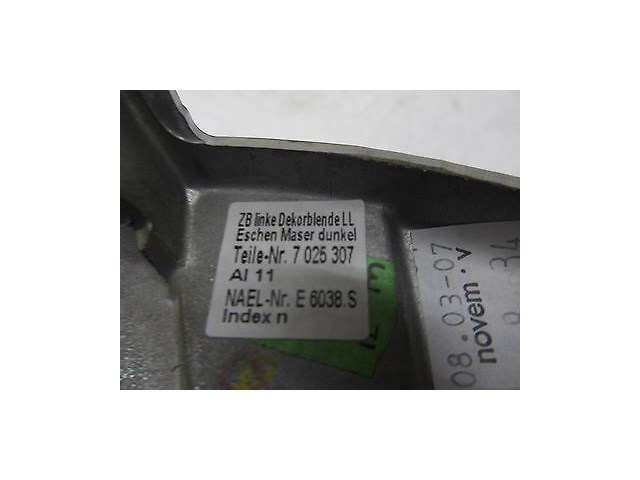 ZB linke Dekorblende LL
Eschen Maser dunkel
Teile-Nr. 7 025 307
AI 11
NAEL-Nr. E 6038.S
Index n
08.03-07
novem.v
34